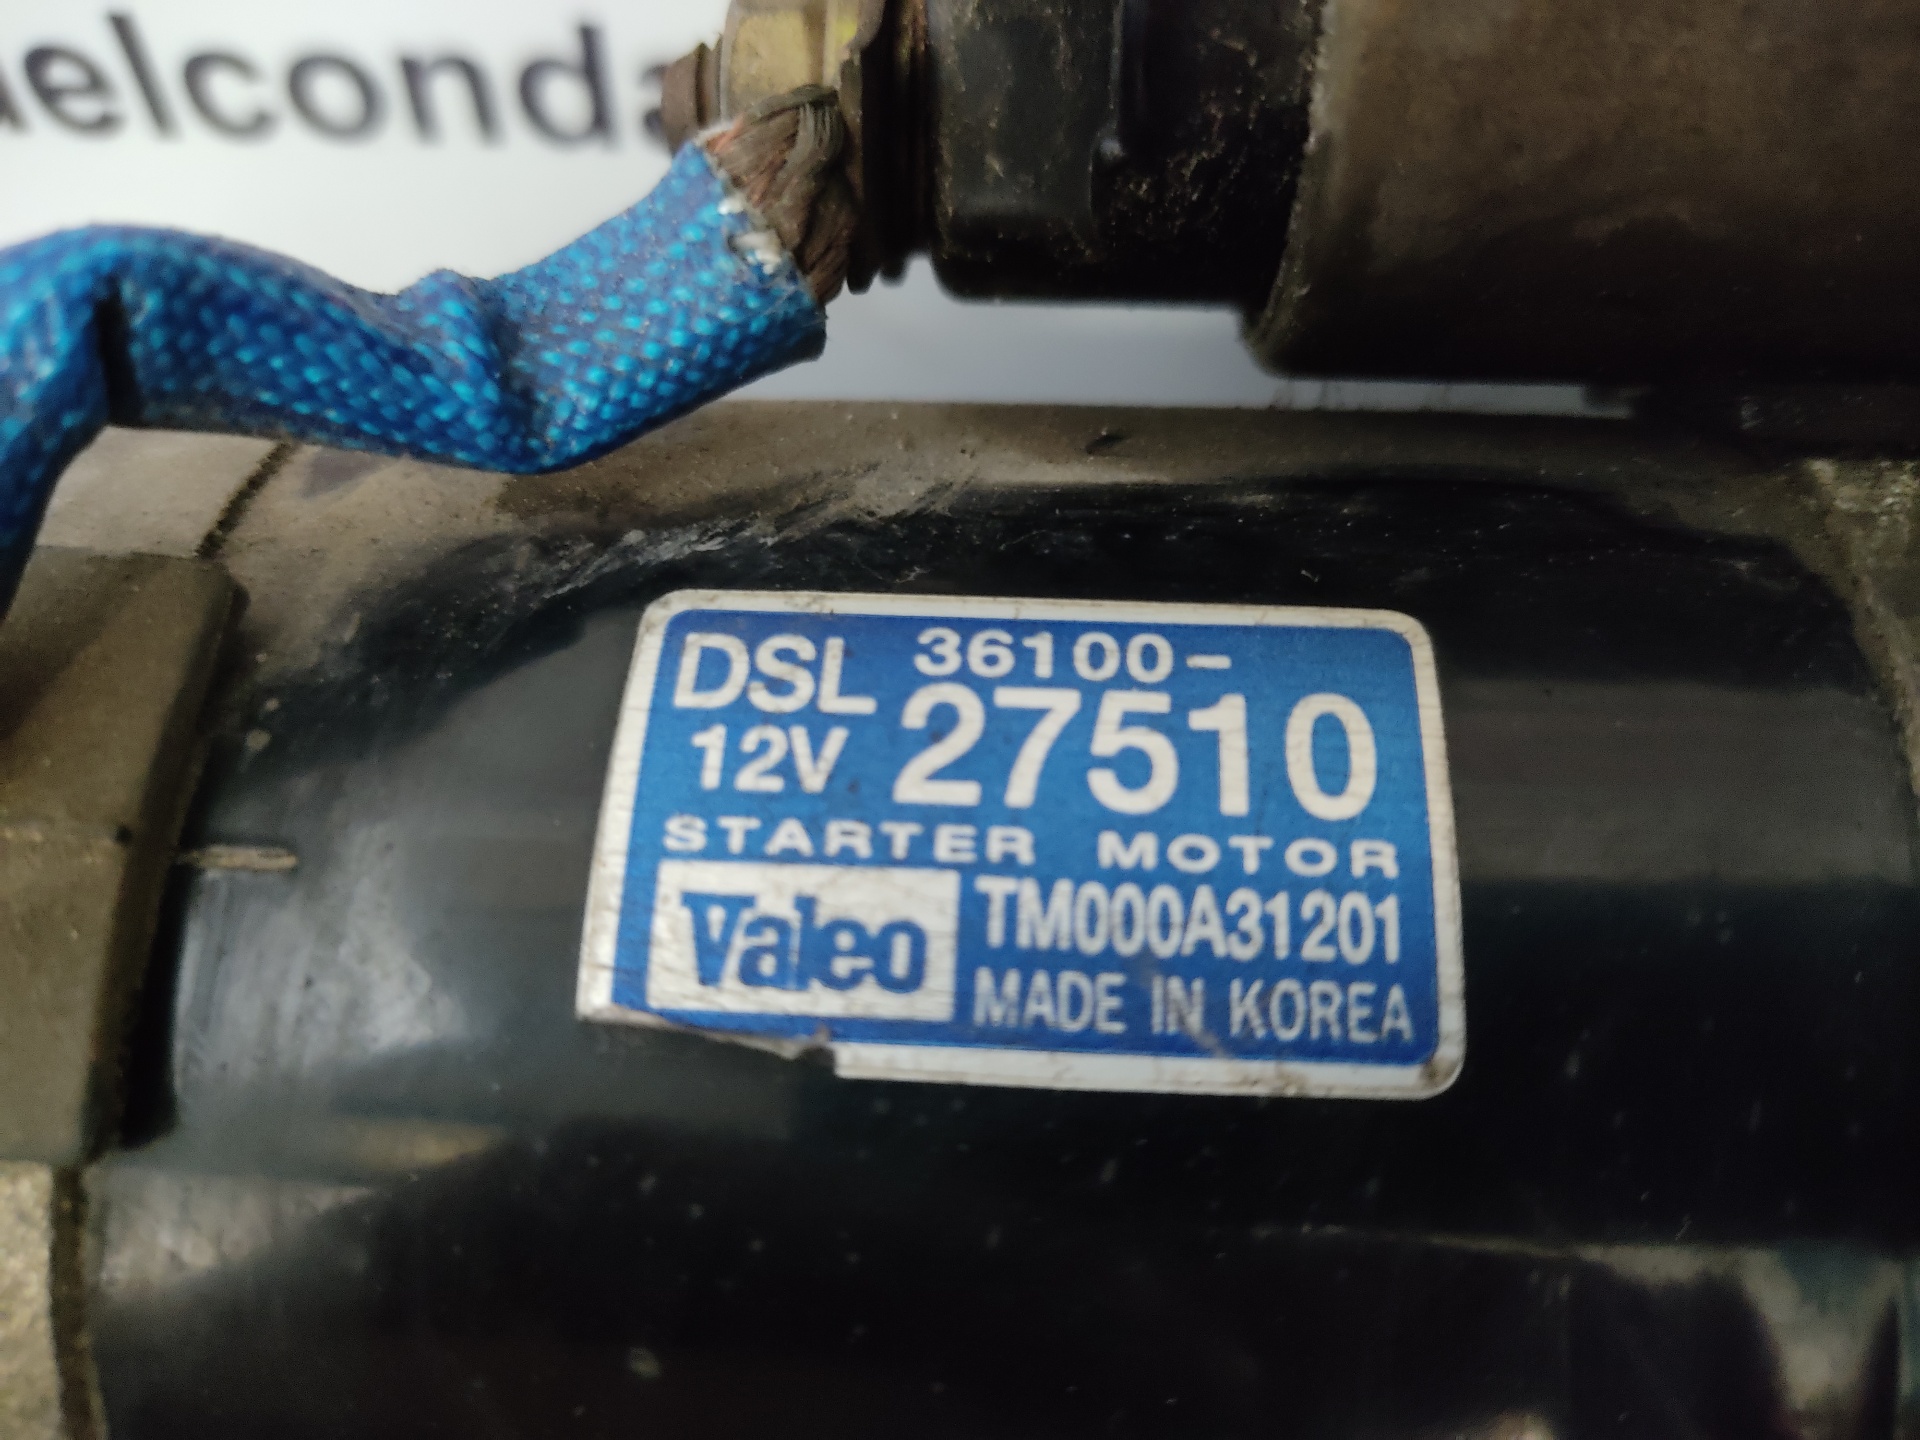 elconda
DSL 36100-
12V 27510
STARTER MOTOR
Valeo TM000A31201
MADE IN KOREA